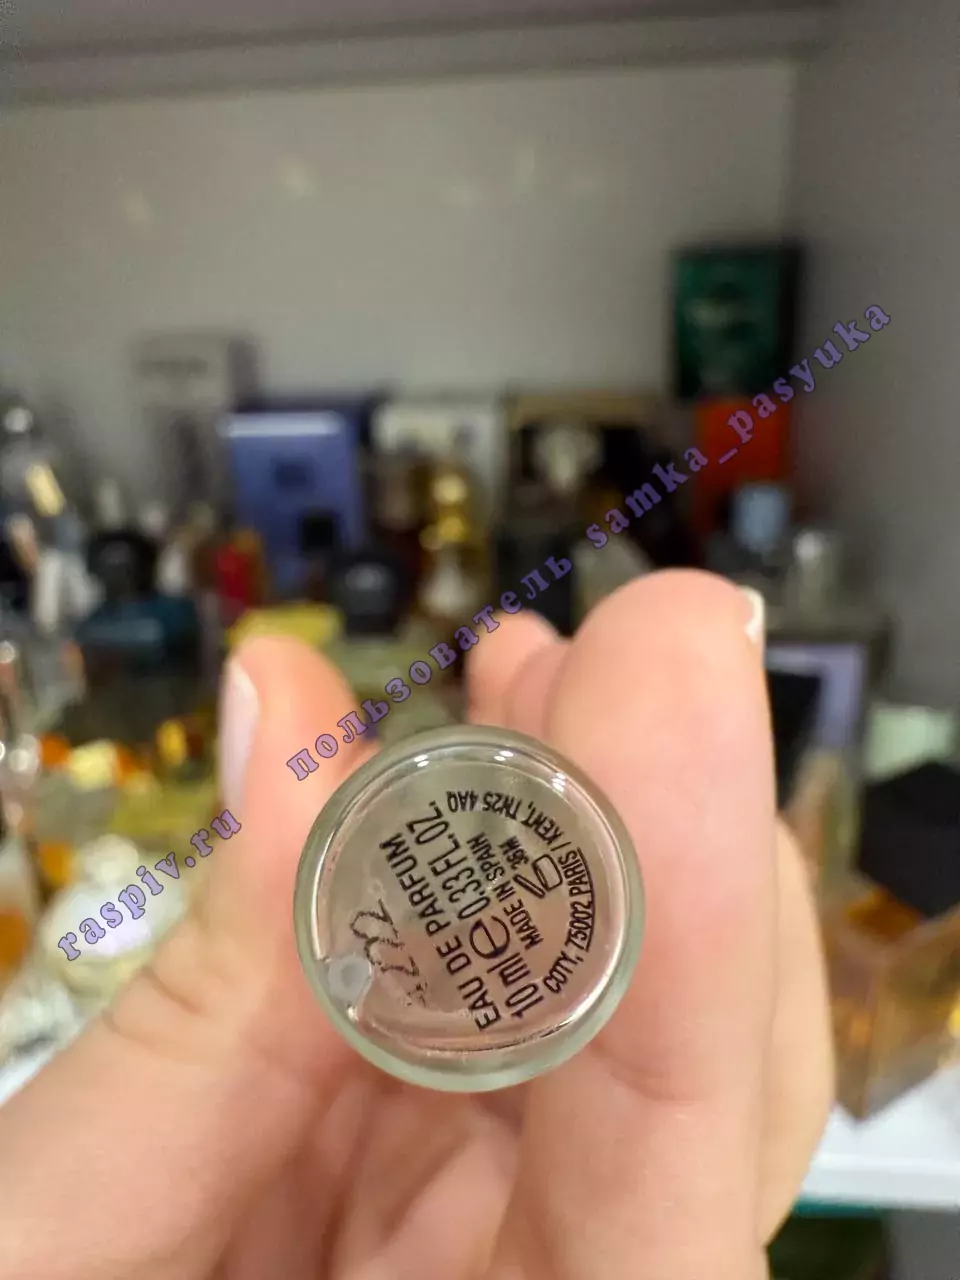 EAU DE PARFUM
10 ml e 0.33 FL. OZ.
MADE IN SPAIN
36M
COTY, 75002 PARIS / KENT, TN25 4AQ
raspiv.ru пользователь samka_pasyuka